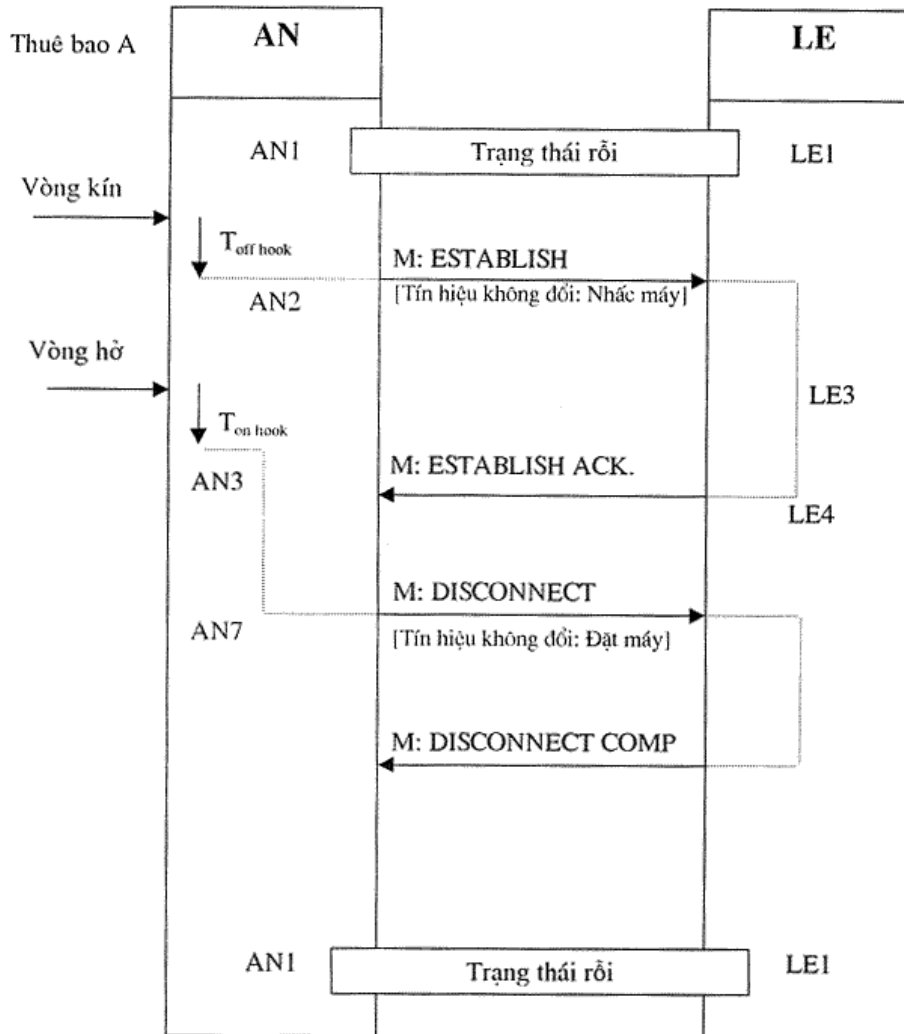 Thuê bao A
AN
LE
AN1
Trạng thái rỗi
LE1
Vòng kín
T off hook
M: ESTABLISH
[Tín hiệu không đổi: Nhấc máy]
AN2
Vòng hở
LE3
T on hook
M: ESTABLISH ACK.
AN3
LE4
M: DISCONNECT
AN7
[Tín hiệu không đổi: Đặt máy]
M: DISCONNECT COMP
AN1
Trạng thái rỗi
LE1